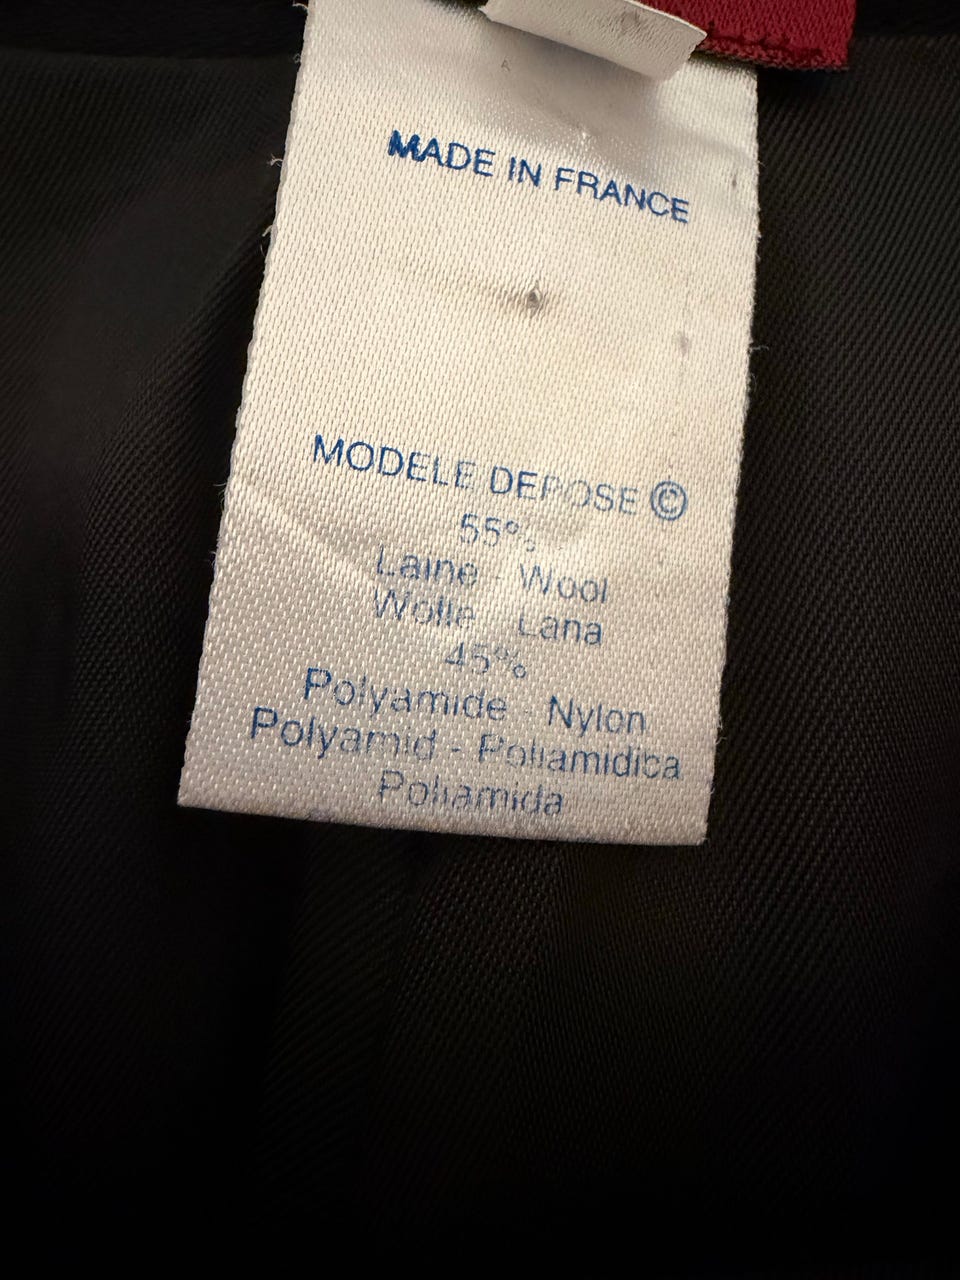 MADE IN FRANCE
MODELE DEPOSE ©
55%
Laine - Wool
Wolle - Lana
45%
Polyamide - Nylon
Polyamid - Poliamidica
Poliamida